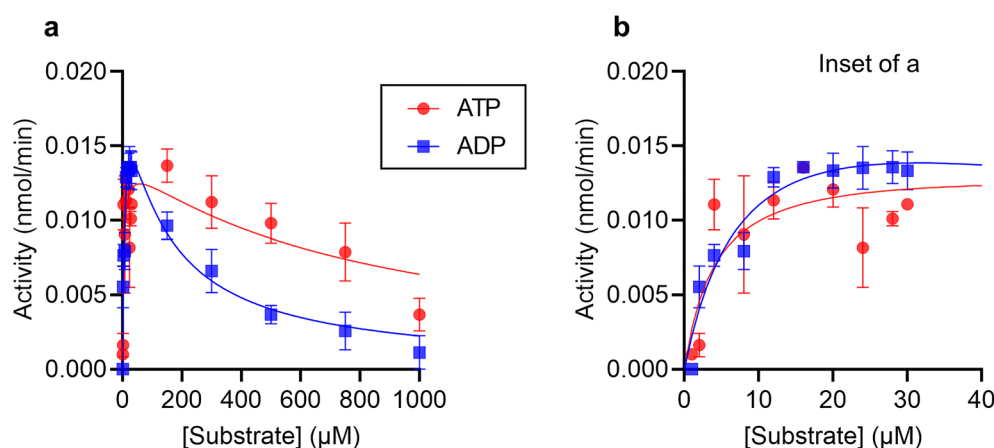 a
b
Inset of a
ATP
ADP
Activity (nmol/min)
0.020
0.015
0.010
0.005
0.000
0
200
400
600
800
1000
[Substrate] (µM)
Activity (nmol/min)
0.020
0.015
0.010
0.005
0.000
0
10
20
30
40
[Substrate] (µM)